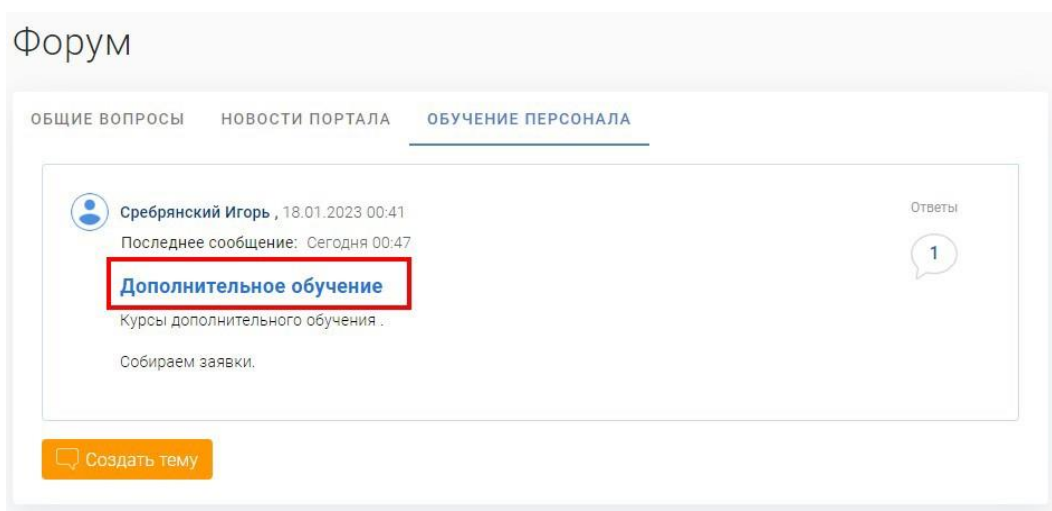 Форум
ОБЩИЕ ВОПРОСЫ НОВОСТИ ПОРТАЛА ОБУЧЕНИЕ ПЕРСОНАЛА
Сребрянский Игорь , 18.01.2023 00:41
Ответы
Последнее сообщение: Сегодня 00:47
1
Дополнительное обучение
Курсы дополнительного обучения .
Собираем заявки.
Создать тему